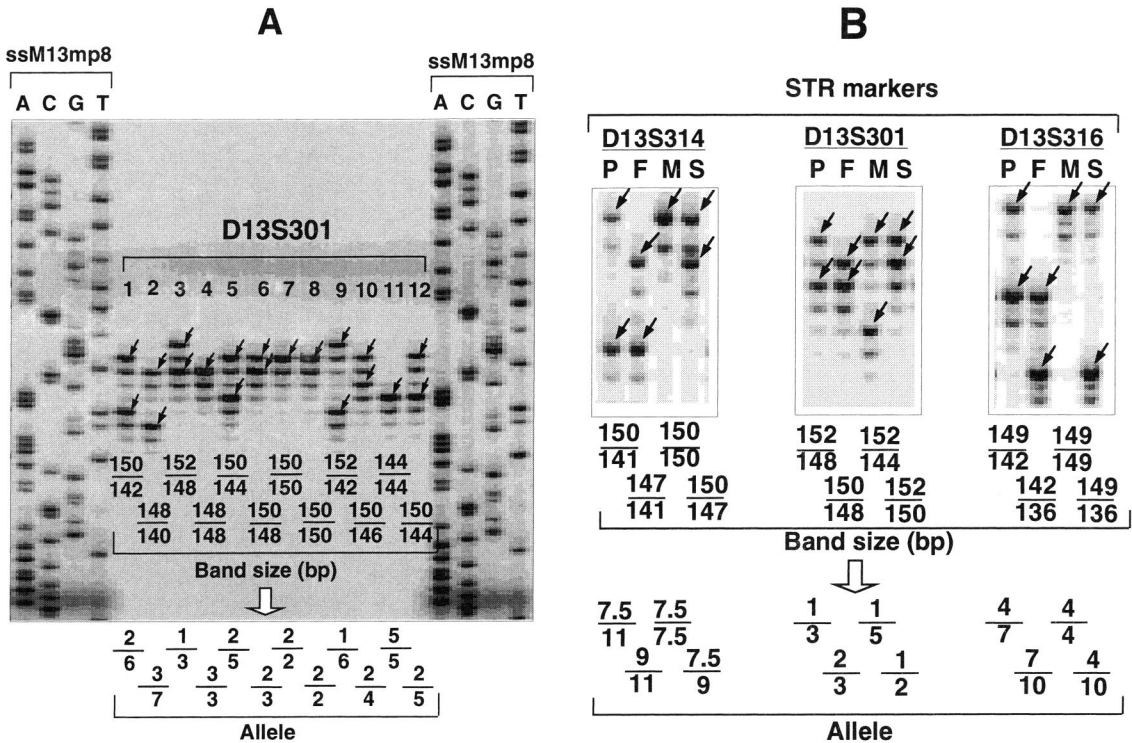 A
ssM13mp8
ssM13mp8
A C G T
A C G T
D13S301
1 2 3 4 5 6 7 8 9 10 11 12
150 152 150 150 152 144
142 148 144 150 142 144
148 148 150 150 150 150
140 148 148 150 146 144
Band size (bp)
2 1 2 2 1 5
6 3 5 2 6 5
3 3 2 2 2 2
7 3 3 2 4 5
Allele
B
STR markers
D13S314 D13S301 D13S316
P F M S P F M S P F M S
150 150 152 152 149 149
141 150 148 144 142 149
147 150 150 152 142 149
141 147 148 150 136 136
Band size (bp)
7.5 7.5 1 1 4 4
11 7.5 3 5 7 4
9 7.5 2 1 7 4
11 9 3 2 10 10
Allele